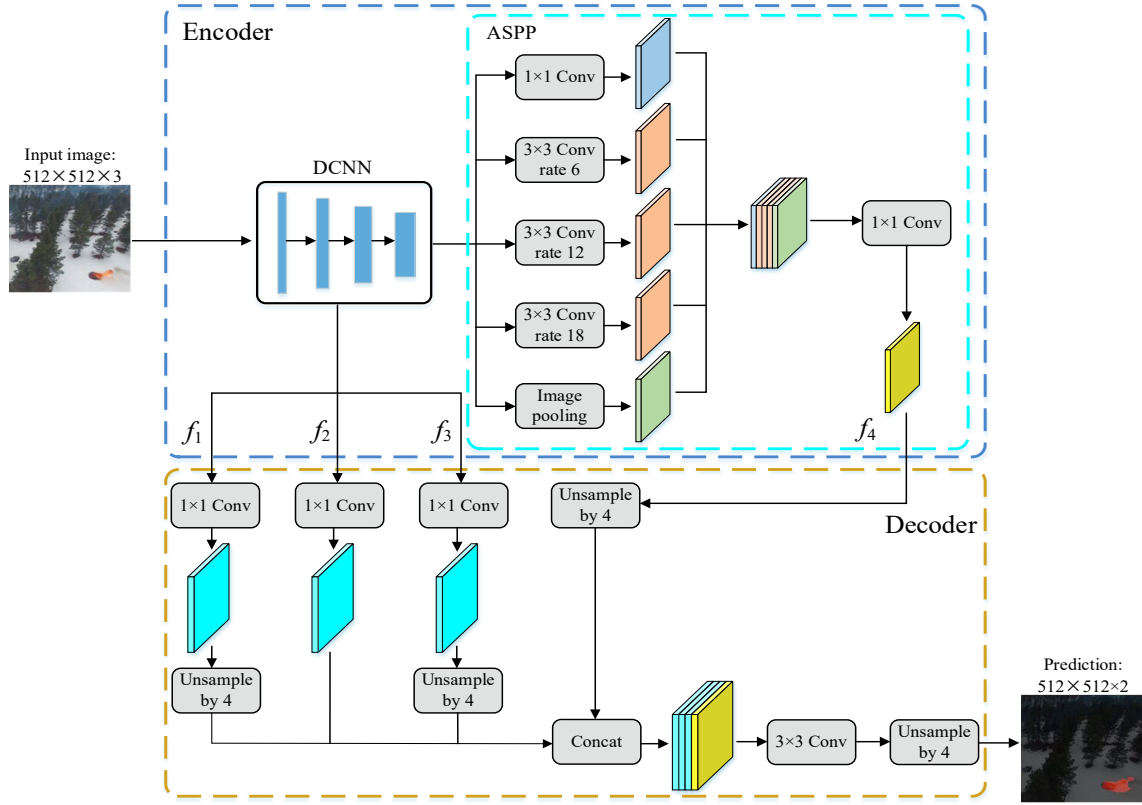 Encoder
ASPP
1×1 Conv
3×3 Conv
rate 6
3×3 Conv
rate 12
3×3 Conv
rate 18
Image
pooling
1×1 Conv
Input image:
512×512×3
DCNN
f1
f2
f3
f4
1×1 Conv
1×1 Conv
1×1 Conv
Unsample
by 4
Decoder
Unsample
by 4
Unsample
by 4
Concat
3×3 Conv
Unsample
by 4
Prediction:
512×512×2